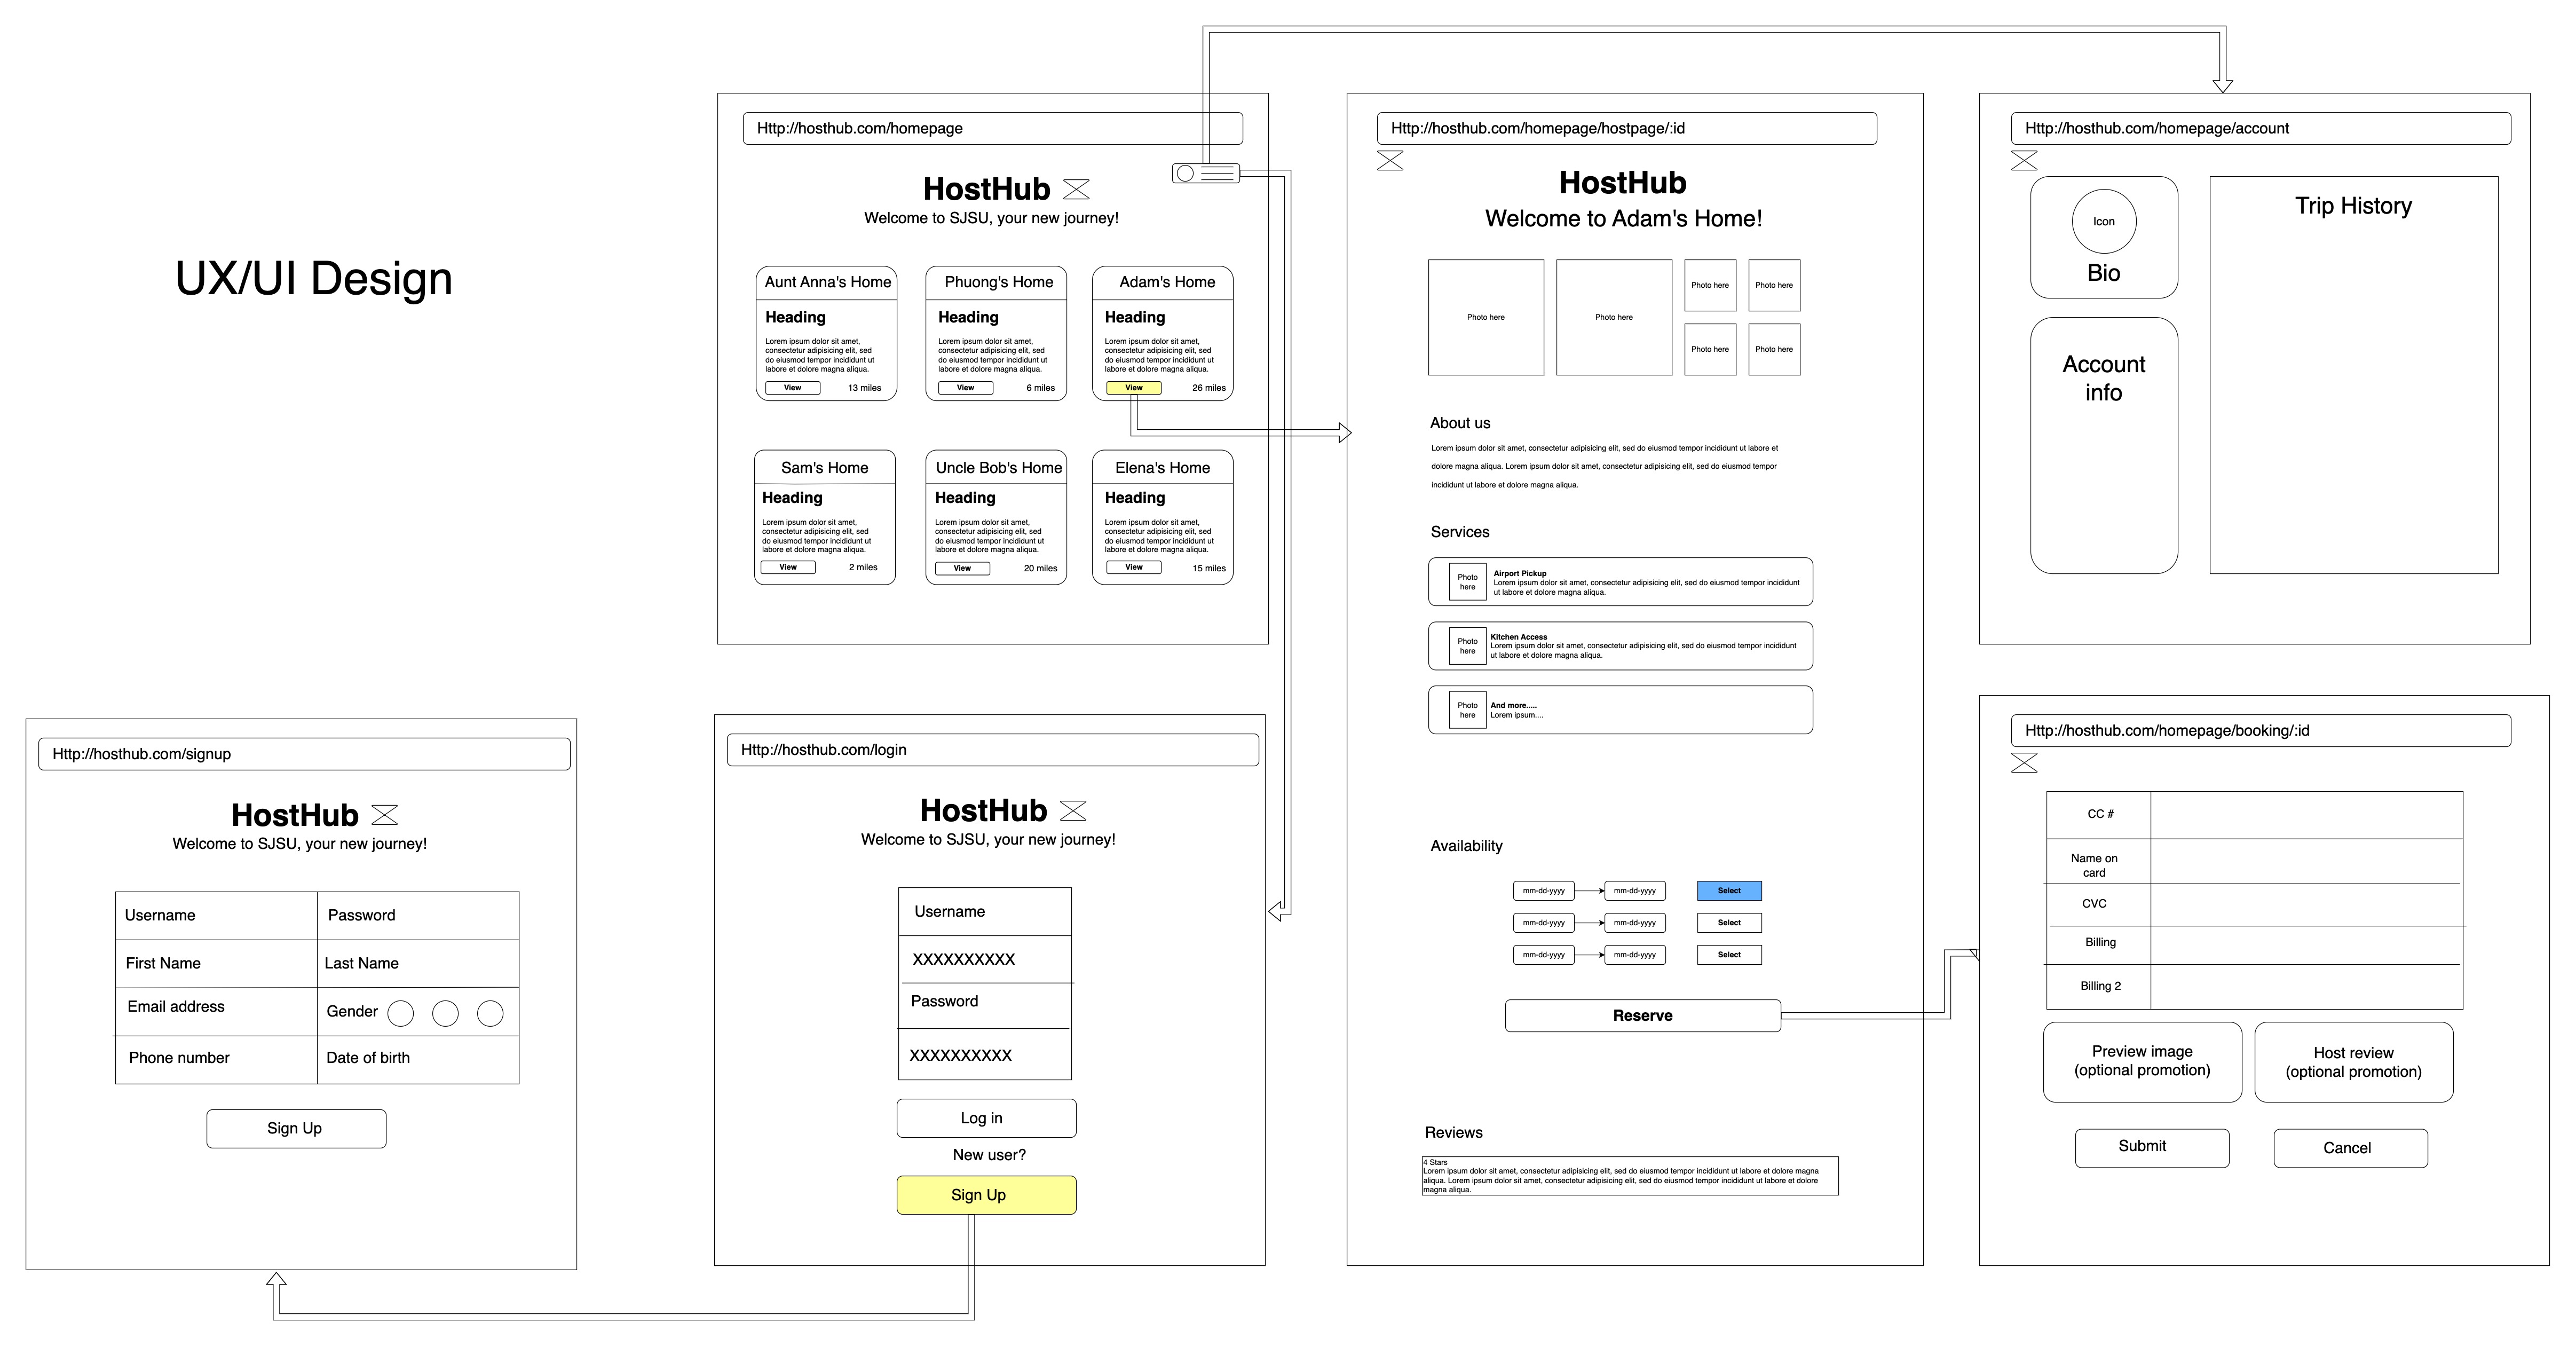 UX/UI Design
Http://hosthub.com/homepage
HostHub
Welcome to SJSU, your new journey!
Aunt Anna's Home
Heading
Lorem ipsum dolor sit amet,
consectetur adipisicing elit, sed
do eiusmod tempor incididunt ut
labore et dolore magna aliqua.
View
13 miles
Phuong's Home
Heading
Lorem ipsum dolor sit amet,
consectetur adipisicing elit, sed
do eiusmod tempor incididunt ut
labore et dolore magna aliqua.
View
6 miles
Adam's Home
Heading
Lorem ipsum dolor sit amet,
consectetur adipisicing elit, sed
do eiusmod tempor incididunt ut
labore et dolore magna aliqua.
View
26 miles
Sam's Home
Heading
Lorem ipsum dolor sit amet,
consectetur adipisicing elit, sed
do eiusmod tempor incididunt ut
labore et dolore magna aliqua.
View
2 miles
Uncle Bob's Home
Heading
Lorem ipsum dolor sit amet,
consectetur adipisicing elit, sed
do eiusmod tempor incididunt ut
labore et dolore magna aliqua.
View
20 miles
Elena's Home
Heading
Lorem ipsum dolor sit amet,
consectetur adipisicing elit, sed
do eiusmod tempor incididunt ut
labore et dolore magna aliqua.
View
15 miles
Http://hosthub.com/homepage/hostpage/:id
HostHub
Welcome to Adam's Home!
Photo here
Photo here
Photo here
Photo here
Photo here
Photo here
About us
Lorem ipsum dolor sit amet, consectetur adipisicing elit, sed do eiusmod tempor incididunt ut labore et
dolore magna aliqua. Lorem ipsum dolor sit amet, consectetur adipisicing elit, sed do eiusmod tempor
incididunt ut labore et dolore magna aliqua.
Services
Photo
here
Airport Pickup
Lorem ipsum dolor sit amet, consectetur adipisicing elit, sed do eiusmod tempor incididunt
ut labore et dolore magna aliqua.
Photo
here
Kitchen Access
Lorem ipsum dolor sit amet, consectetur adipisicing elit, sed do eiusmod tempor incididunt
ut labore et dolore magna aliqua.
Photo
here
And more.....
Lorem ipsum....
Availability
mm-dd-yyyy
mm-dd-yyyy
Select
mm-dd-yyyy
mm-dd-yyyy
Select
mm-dd-yyyy
mm-dd-yyyy
Select
Reserve
Reviews
4 Stars
Lorem ipsum dolor sit amet, consectetur adipisicing elit, sed do eiusmod tempor incididunt ut labore et dolore magna
aliqua. Lorem ipsum dolor sit amet, consectetur adipisicing elit, sed do eiusmod tempor incididunt ut labore et dolore
magna aliqua.
Http://hosthub.com/homepage/account
Icon
Bio
Account
info
Trip History
Http://hosthub.com/signup
HostHub
Welcome to SJSU, your new journey!
Username
Password
First Name
Last Name
Email address
Gender
Phone number
Date of birth
Sign Up
Http://hosthub.com/login
HostHub
Welcome to SJSU, your new journey!
Username
XXXXXXXXXX
Password
XXXXXXXXXX
Log in
New user?
Sign Up
Http://hosthub.com/homepage/booking/:id
CC #
Name on
card
CVC
Billing
Billing 2
Preview image
(optional promotion)
Host review
(optional promotion)
Submit
Cancel